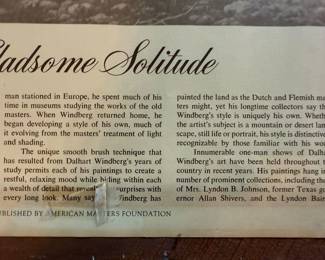 Gladsome Solitude
man stationed in Europe, he spent much of his
time in museums studying the works of the old
masters. When Windberg returned home, he
began developing a style of his own, much of
it evolving from the masters' treatment of light
and shading.
The unique smooth brush technique that
has resulted from Dalhart Windberg's years of
study permits each of his paintings to create a
restful, relaxing mood while hiding within each
a wealth of detail that surprises with
every long look. Many say Windberg has
painted the land as the Dutch and Flemish mas
ters might, yet his longtime collectors say th
Windberg's style is uniquely his own. Wheth
the artist's subject is a mountain or desert lan
scape, still life or portrait, his style is distinctiv
recognizable by those familiar with his wor
Innumerable one-man shows of Dalhar
Windberg's art have been held throughout t
country in recent years. His paintings hang in
number of prominent collections, including tho
of Mrs. Lyndon B. Johnson, former Texas go
ernor Allan Shivers, and the Lyndon Bain
PUBLISHED BY AMERICAN MASTERS FOUNDATION